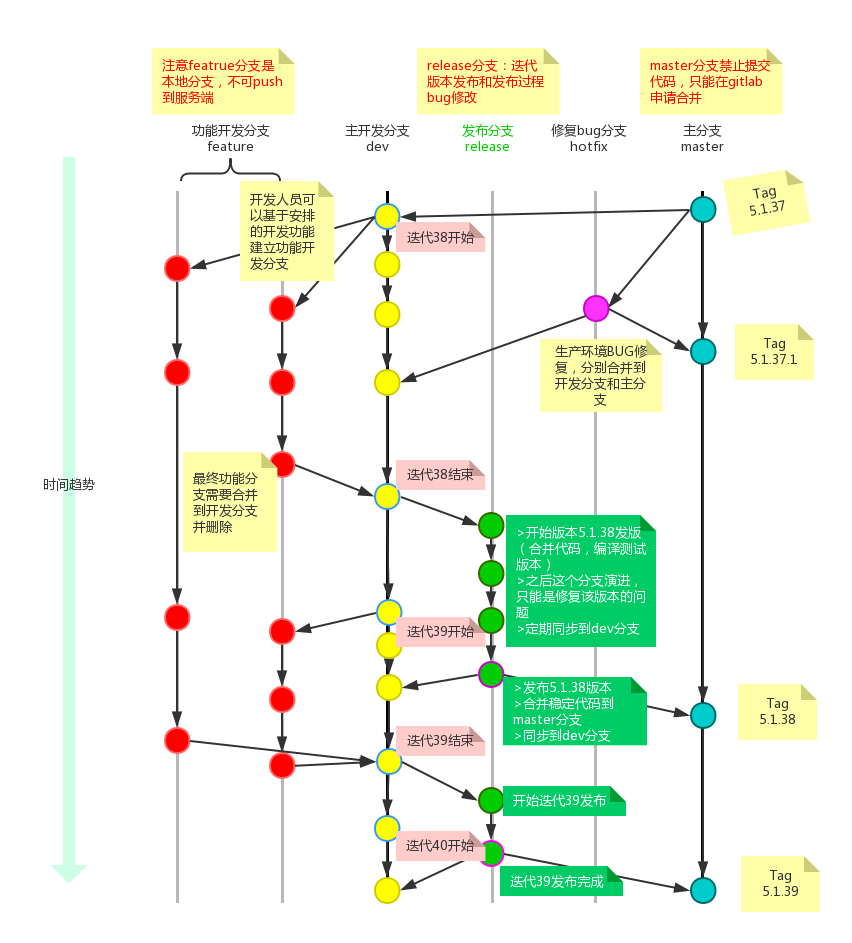 注意featrue分支是
本地分支，不可push
到服务端
release分支：迭代
版本发布和发布过程
bug修改
master分支禁止提交
代码，只能在gitlab
申请合并
功能开发分支
feature
主开发分支
dev
发布分支
release
修复bug分支
hotfix
主分支
master
开发人员可
以基于安排
的开发功能
建立功能开
发分支
Tag
5.1.37
迭代38开始
生产环境BUG修
复，分别合并到
开发分支和主分
支
Tag
5.1.37.1
时间趋势
最终功能分
支需要合并
到开发分支
并删除
迭代38结束
>开始版本5.1.38发版
（合并代码，编译测试
版本）
>之后这个分支演进，
只能是修复该版本的问
题
>定期同步到dev分支
迭代39开始
>发布5.1.38版本
>合并稳定代码到
master分支
>同步到dev分支
Tag
5.1.38
迭代39结束
开始迭代39发布
迭代40开始
迭代39发布完成
Tag
5.1.39